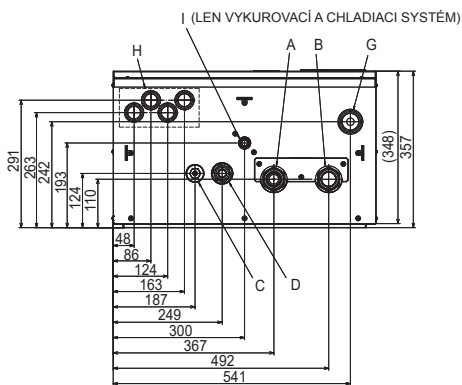 I (LEN VYKUROVACÍ A CHLADIACI SYSTÉM)
H
A
B
G
291
263
242
193
124
110
(348)
357
48
86
124
163
187
249
300
367
492
541
C
D